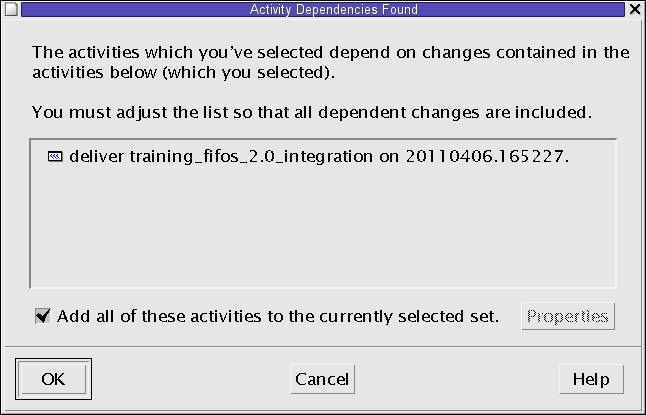 Activity Dependencies Found
The activities which you've selected depend on changes contained in the
activities below (which you selected).
You must adjust the list so that all dependent changes are included.
deliver training_fifos_2.0_integration on 20110406.165227.
Add all of these activities to the currently selected set.
Properties
OK
Cancel
Help